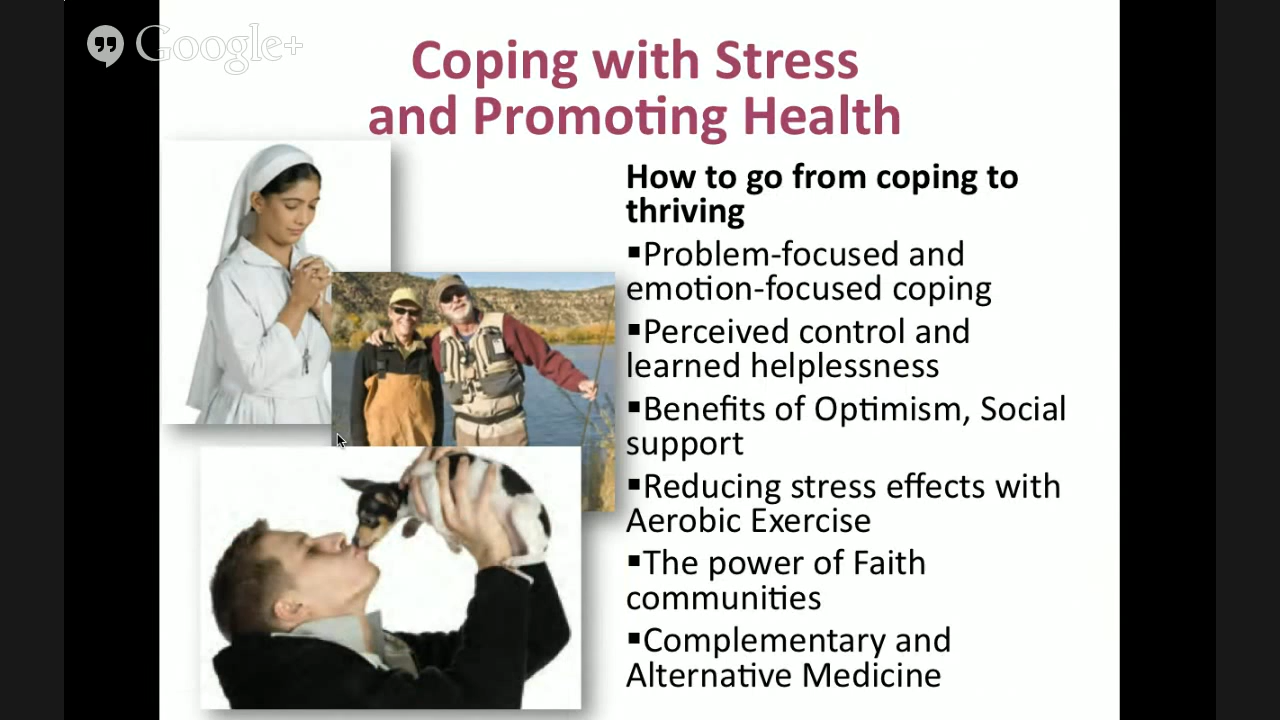 Google+
Coping with Stress
and Promoting Health
How to go from coping to
thriving
▪Problem-focused and
emotion-focused coping
▪Perceived control and
learned helplessness
▪Benefits of Optimism, Social
support
▪Reducing stress effects with
Aerobic Exercise
▪The power of Faith
communities
▪Complementary and
Alternative Medicine